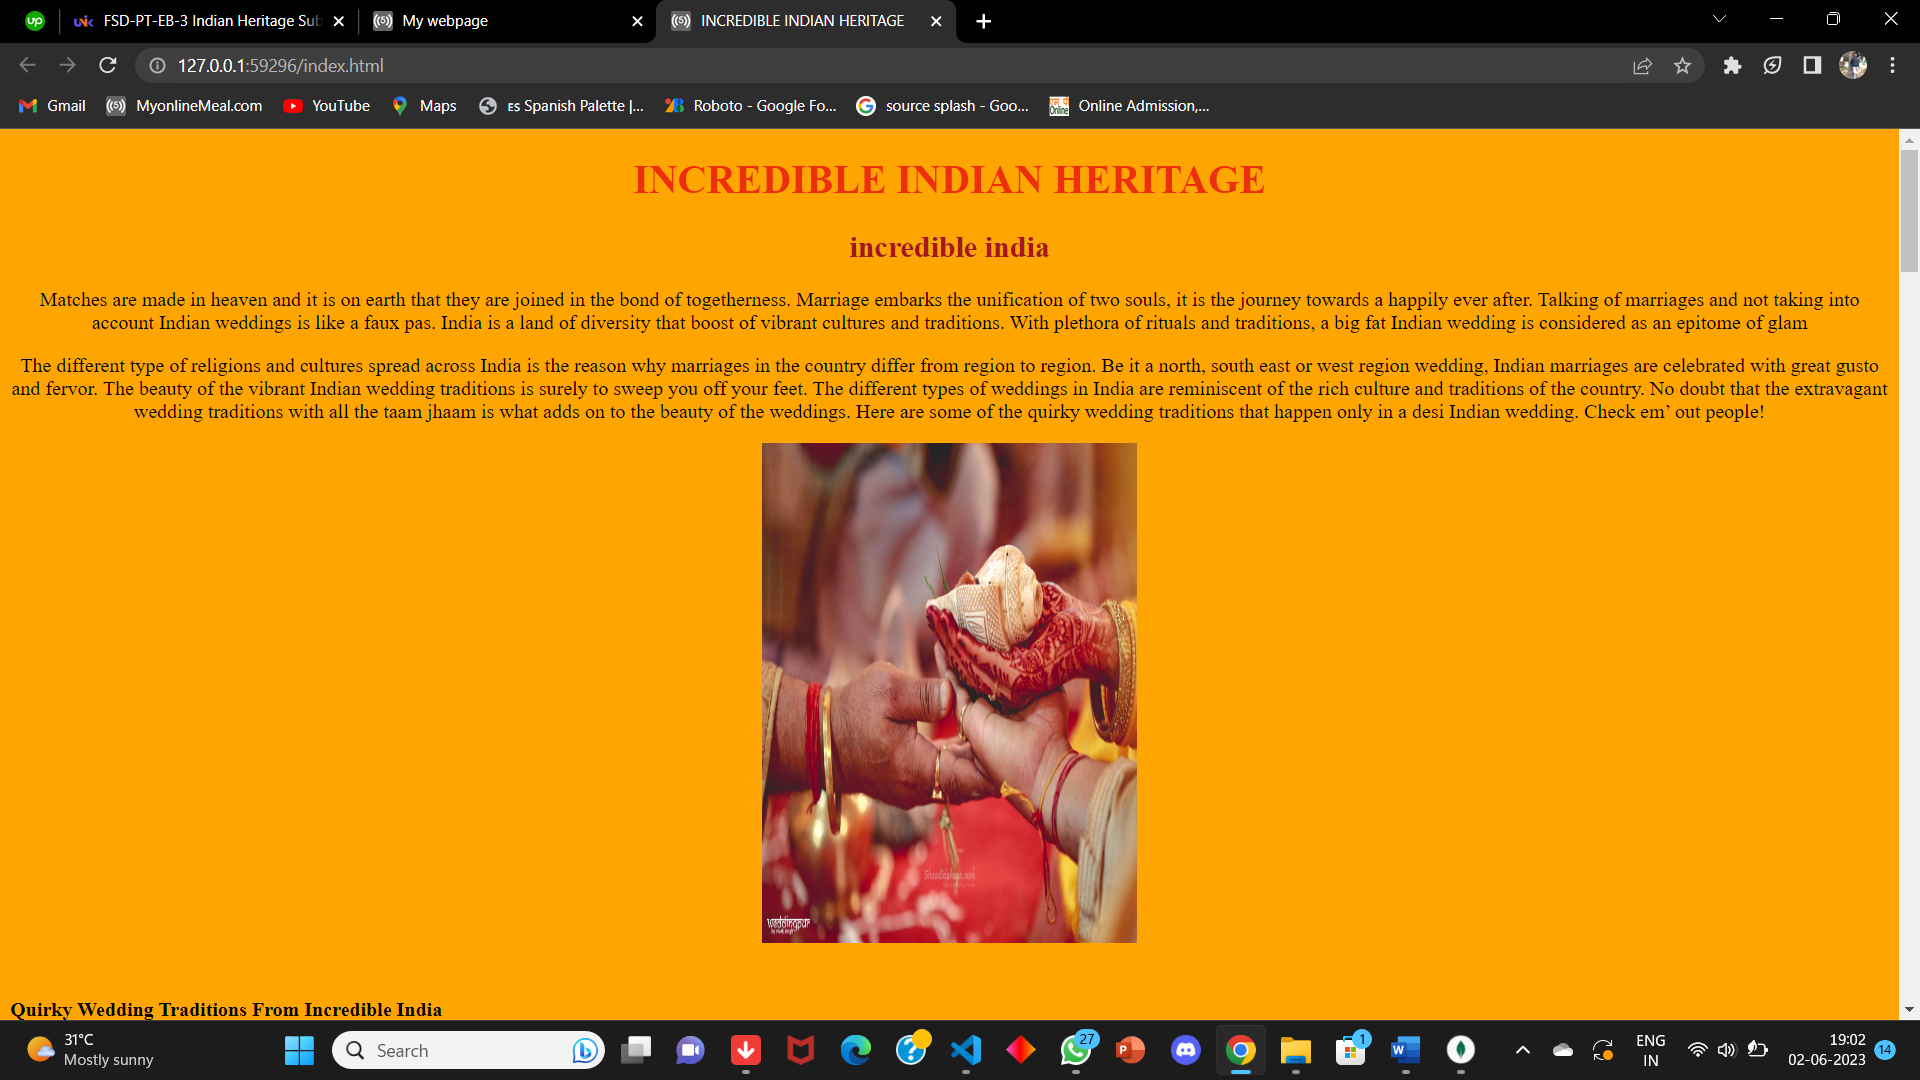 FSD-PT-EB-3 Indian Heritage Sub
My webpage
INCREDIBLE INDIAN HERITAGE
127.0.0.1:59296/index.html
Gmail
MyonlineMeal.com
YouTube
Maps
ES Spanish Palette |...
Roboto - Google Fo...
source splash - Goo...
Online Admission,...
INCREDIBLE INDIAN HERITAGE
incredible india
Matches are made in heaven and it is on earth that they are joined in the bond of togetherness. Marriage embarks the unification of two souls, it is the journey towards a happily ever after. Talking of marriages and not taking into
account Indian weddings is like a faux pas. India is a land of diversity that boost of vibrant cultures and traditions. With plethora of rituals and traditions, a big fat Indian wedding is considered as an epitome of glam
The different type of religions and cultures spread across India is the reason why marriages in the country differ from region to region. Be it a north, south east or west region wedding, Indian marriages are celebrated with great gusto
and fervor. The beauty of the vibrant Indian wedding traditions is surely to sweep you off your feet. The different types of weddings in India are reminiscent of the rich culture and traditions of the country. No doubt that the extravagant
wedding traditions with all the taam jhaam is what adds on to the beauty of the weddings. Here are some of the quirky wedding traditions that happen only in a desi Indian wedding. Check em’ out people!
weddingpur
Quirky Wedding Traditions From Incredible India
31°C
Mostly sunny
Search
27
1
ENG
IN
19:02
02-06-2023
14